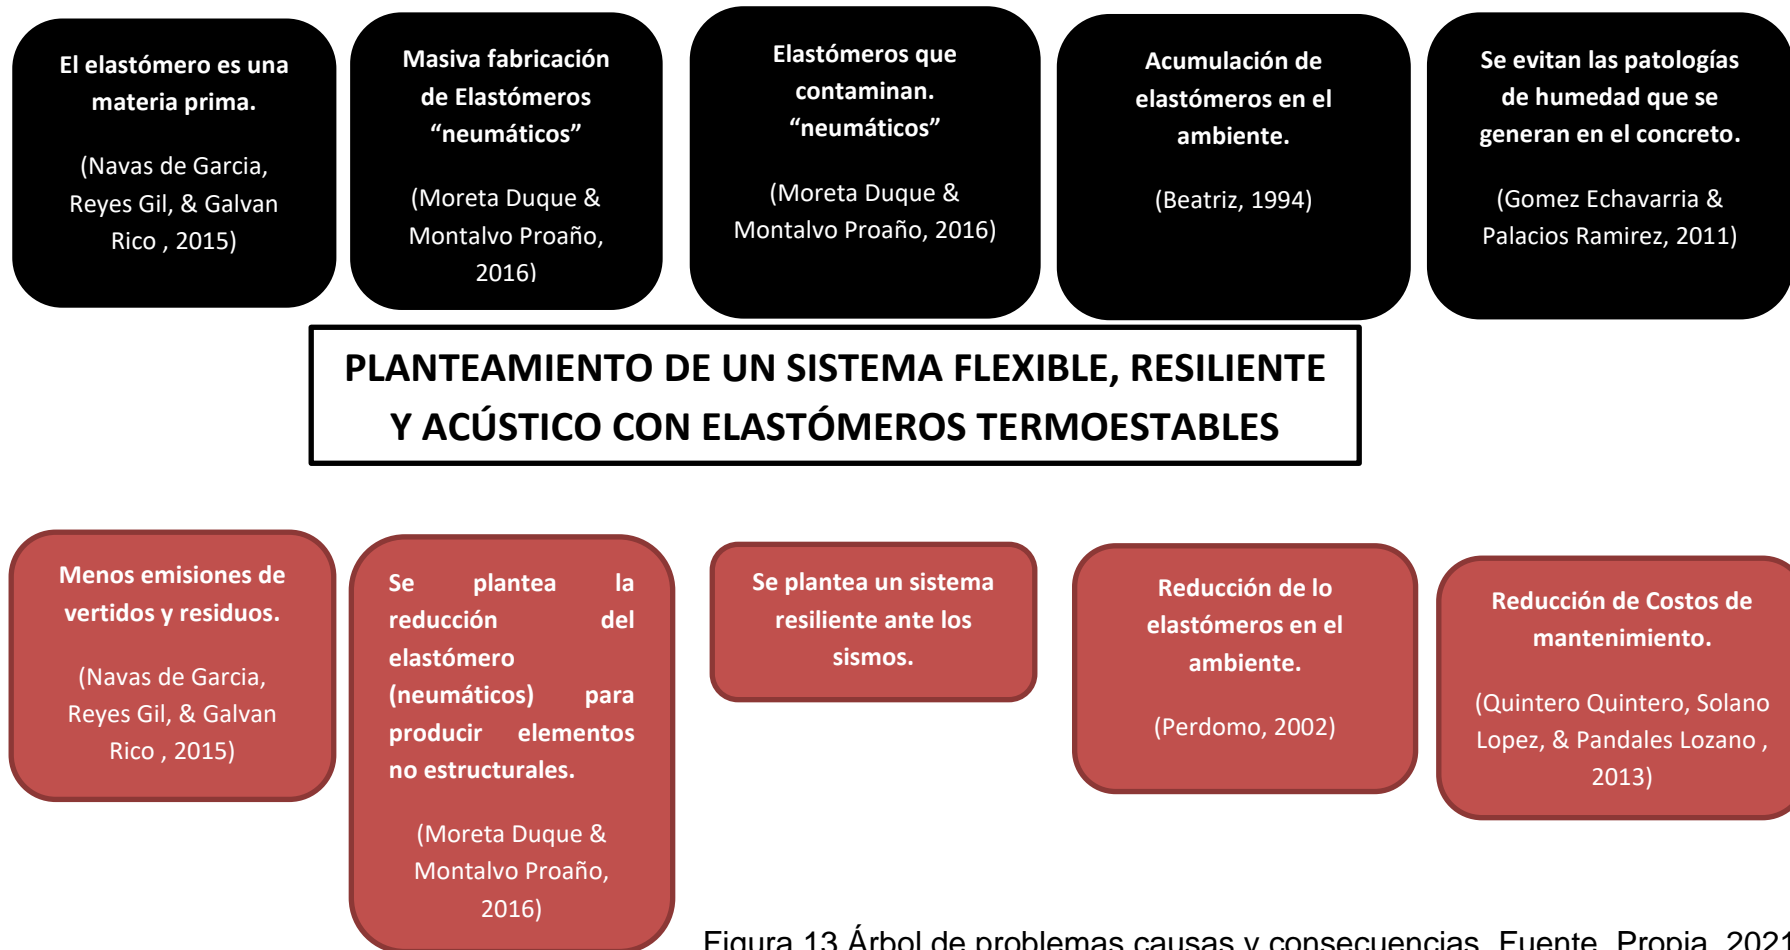 El elastómero es una
materia prima.
(Navas de Garcia,
Reyes Gil, & Galvan
Rico , 2015)
Masiva fabricación
de Elastómeros
“neumáticos”
(Moreta Duque &
Montalvo Proaño,
2016)
Elastómeros que
contaminan.
“neumáticos”
(Moreta Duque &
Montalvo Proaño, 2016)
Acumulación de
elastómeros en el
ambiente.
(Beatriz, 1994)
Se evitan las patologías
de humedad que se
generan en el concreto.
(Gomez Echavarria &
Palacios Ramirez, 2011)
PLANTEAMIENTO DE UN SISTEMA FLEXIBLE, RESILIENTE
Y ACÚSTICO CON ELASTÓMEROS TERMOESTABLES
Menos emisiones de
vertidos y residuos.
(Navas de Garcia,
Reyes Gil, & Galvan
Rico , 2015)
Se plantea la
reducción del
elastómero
(neumáticos) para
producir elementos
no estructurales.
(Moreta Duque &
Montalvo Proaño,
2016)
Se plantea un sistema
resiliente ante los
sismos.
Reducción de lo
elastómeros en el
ambiente.
(Perdomo, 2002)
Reducción de Costos de
mantenimiento.
(Quintero Quintero, Solano
Lopez, & Pandales Lozano ,
2013)
Figura 13 Árbol de problemas causas y consecuencias. Fuente. Propia, 2021